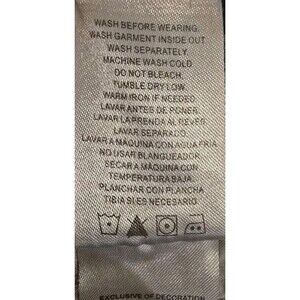 WASH BEFORE WEARING.
WASH GARMENT INSIDE OUT
WASH SEPARATELY.
MACHINE WASH COLD
DO NOT BLEACH.
TUMBLE DRY LOW.
WARM IRON IF NEEDED.
LAVAR ANTES DE PONER.
LAVAR LA PRENDA AL REVES.
LAVAR SEPARADO.
LAVAR A MAQUINA CON AGUA FRIA
NO USAR BLANQUEADOR.
SECAR A MAQUINA CON
TEMPERATURA BAJA.
PLANCHAR CON PLANCHA
TIBIA SI ES NECESARIO
EXCLUSIVE OF DECORATION